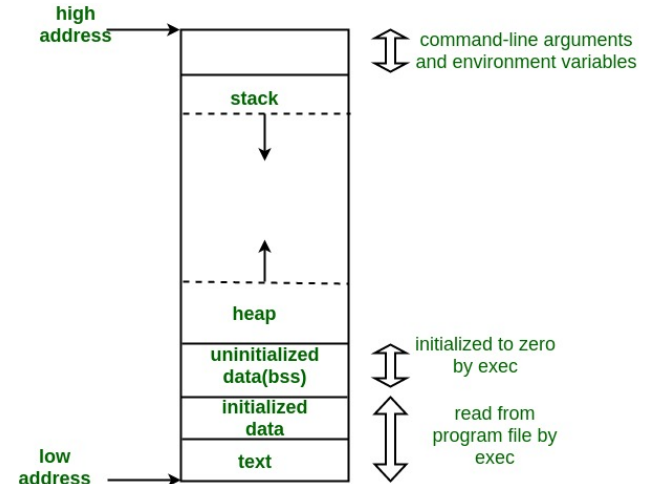 high
address
command-line arguments
and environment variables
stack
heap
uninitialized
data(bss)
initialized to zero
by exec
initialized
data
read from
program file by
exec
text
low
address